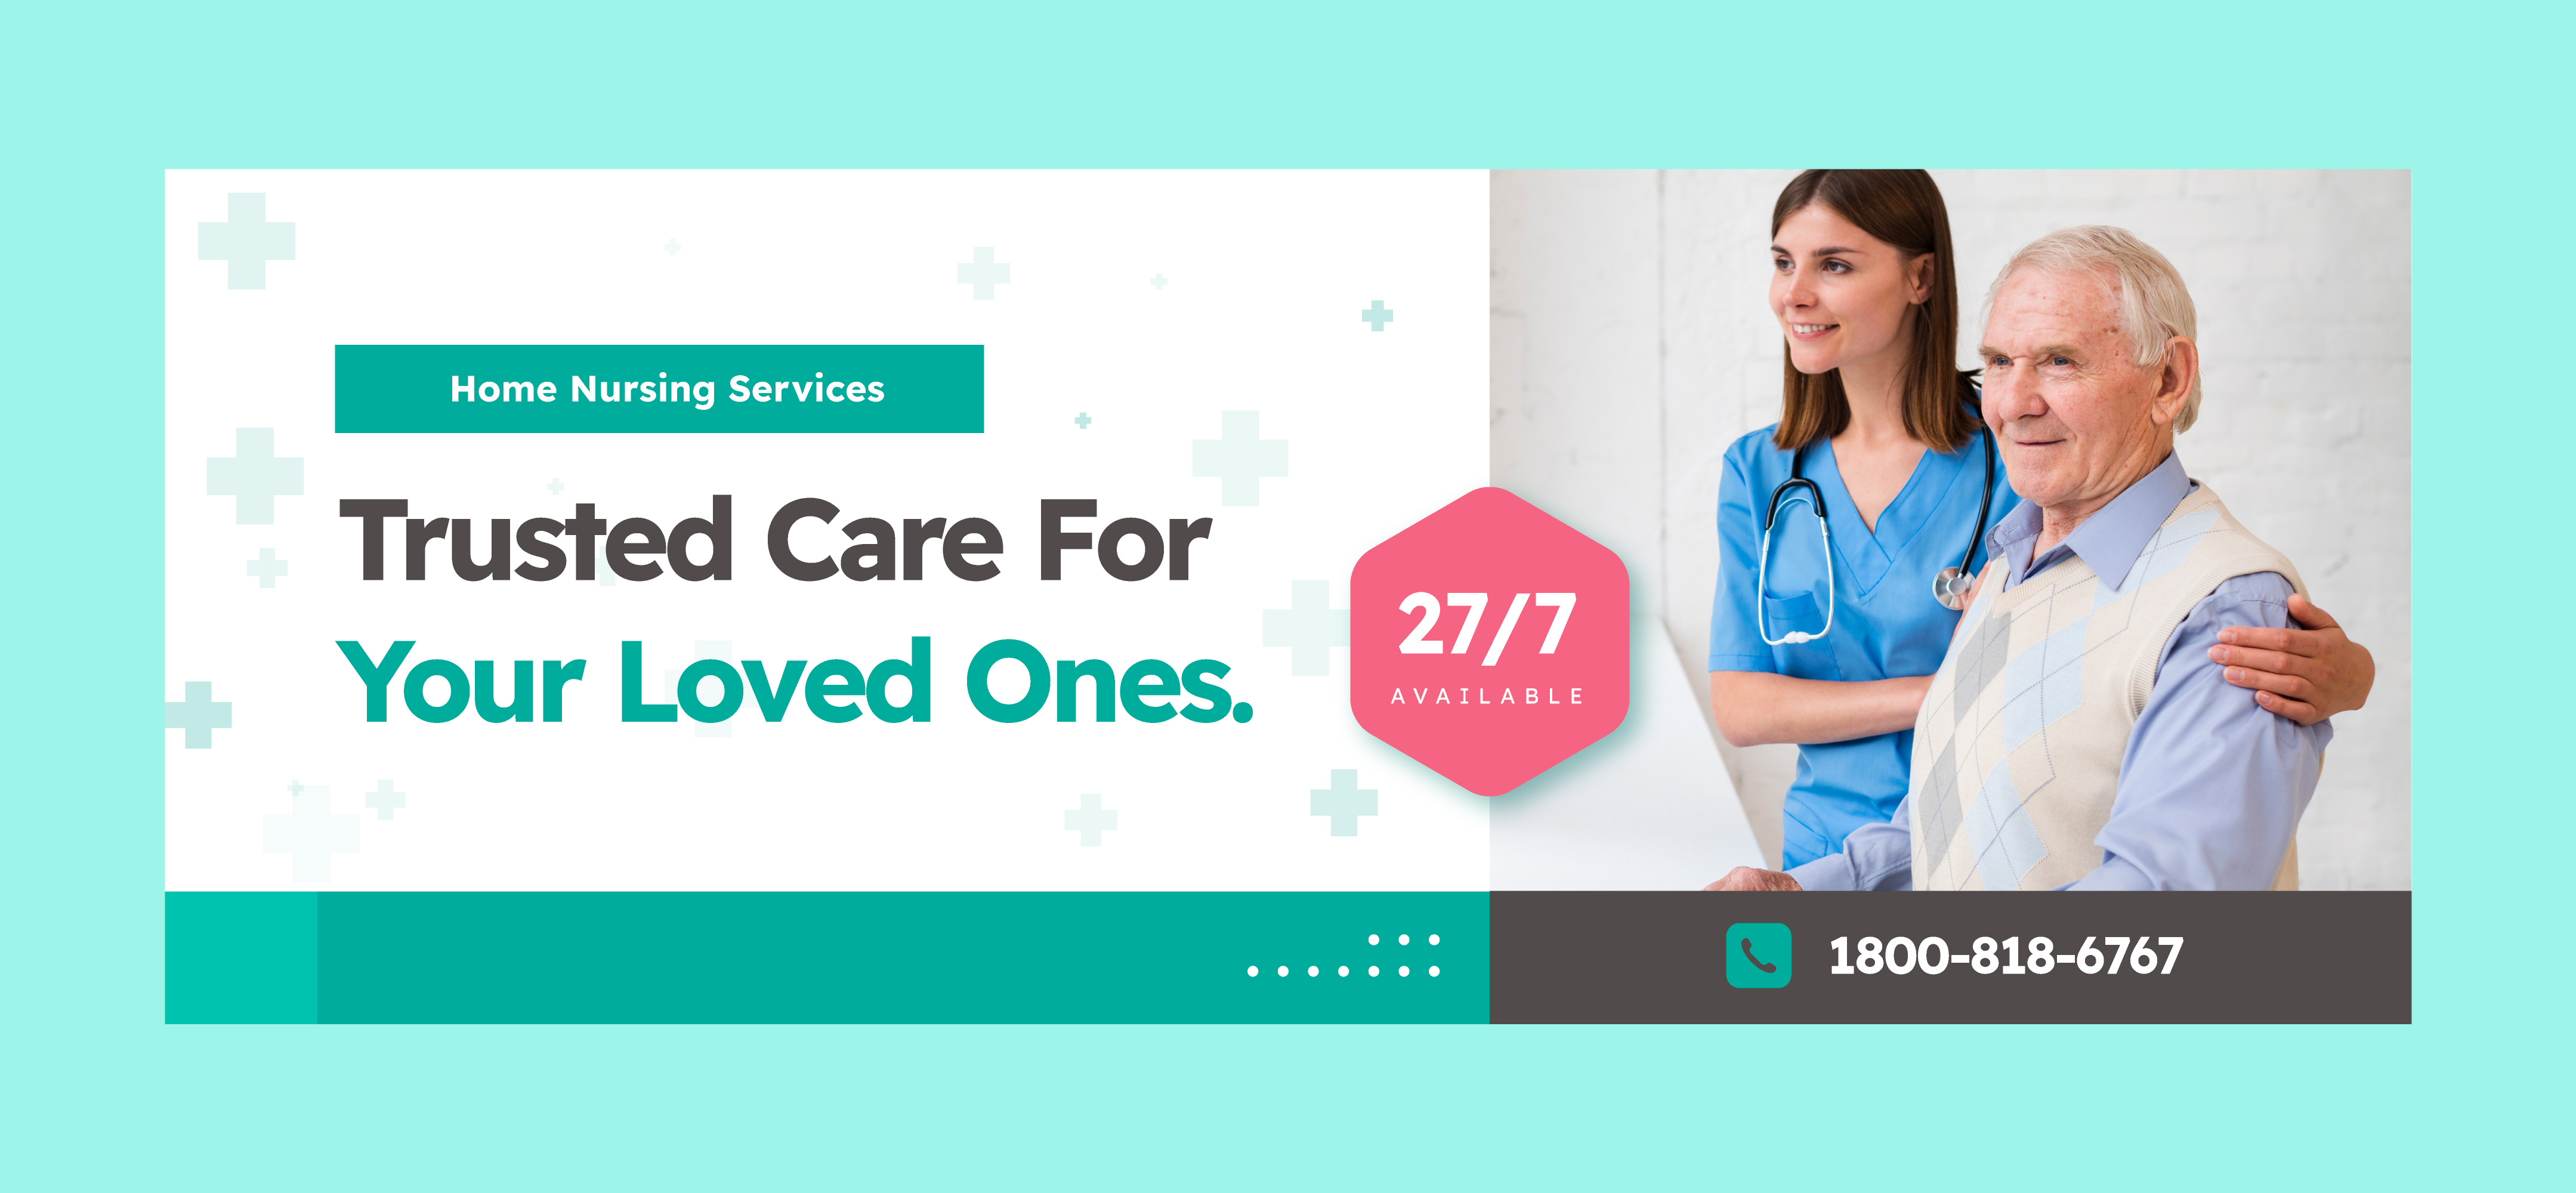 Home Nursing Services
Trusted Care For
Your Loved Ones.
27/7
AVAILABLE
1800-818-6767